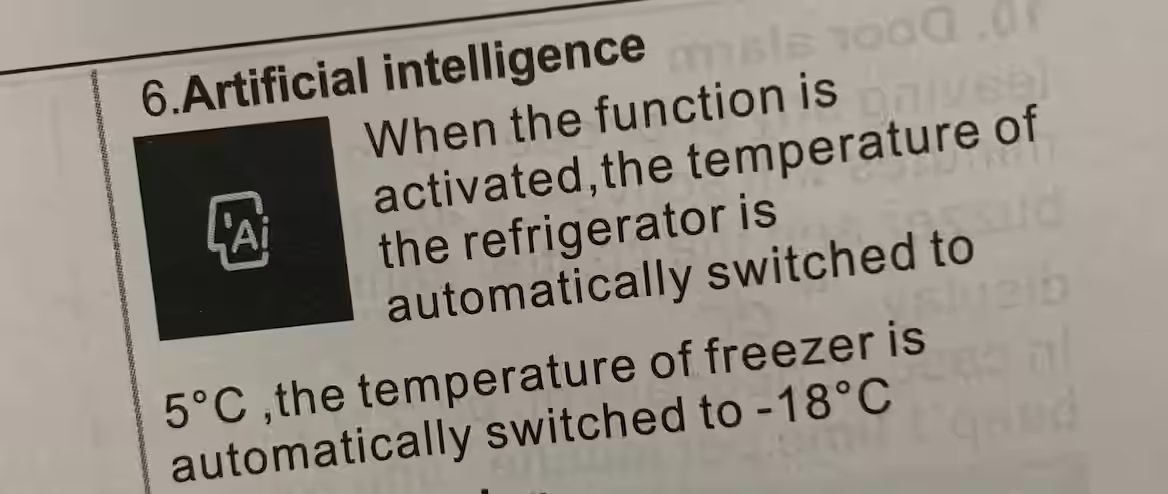 6.Artificial intelligence
Ai
When the function is
activated,the temperature of
the refrigerator is
automatically switched to
5°C ,the temperature of freezer is
automatically switched to -18°C